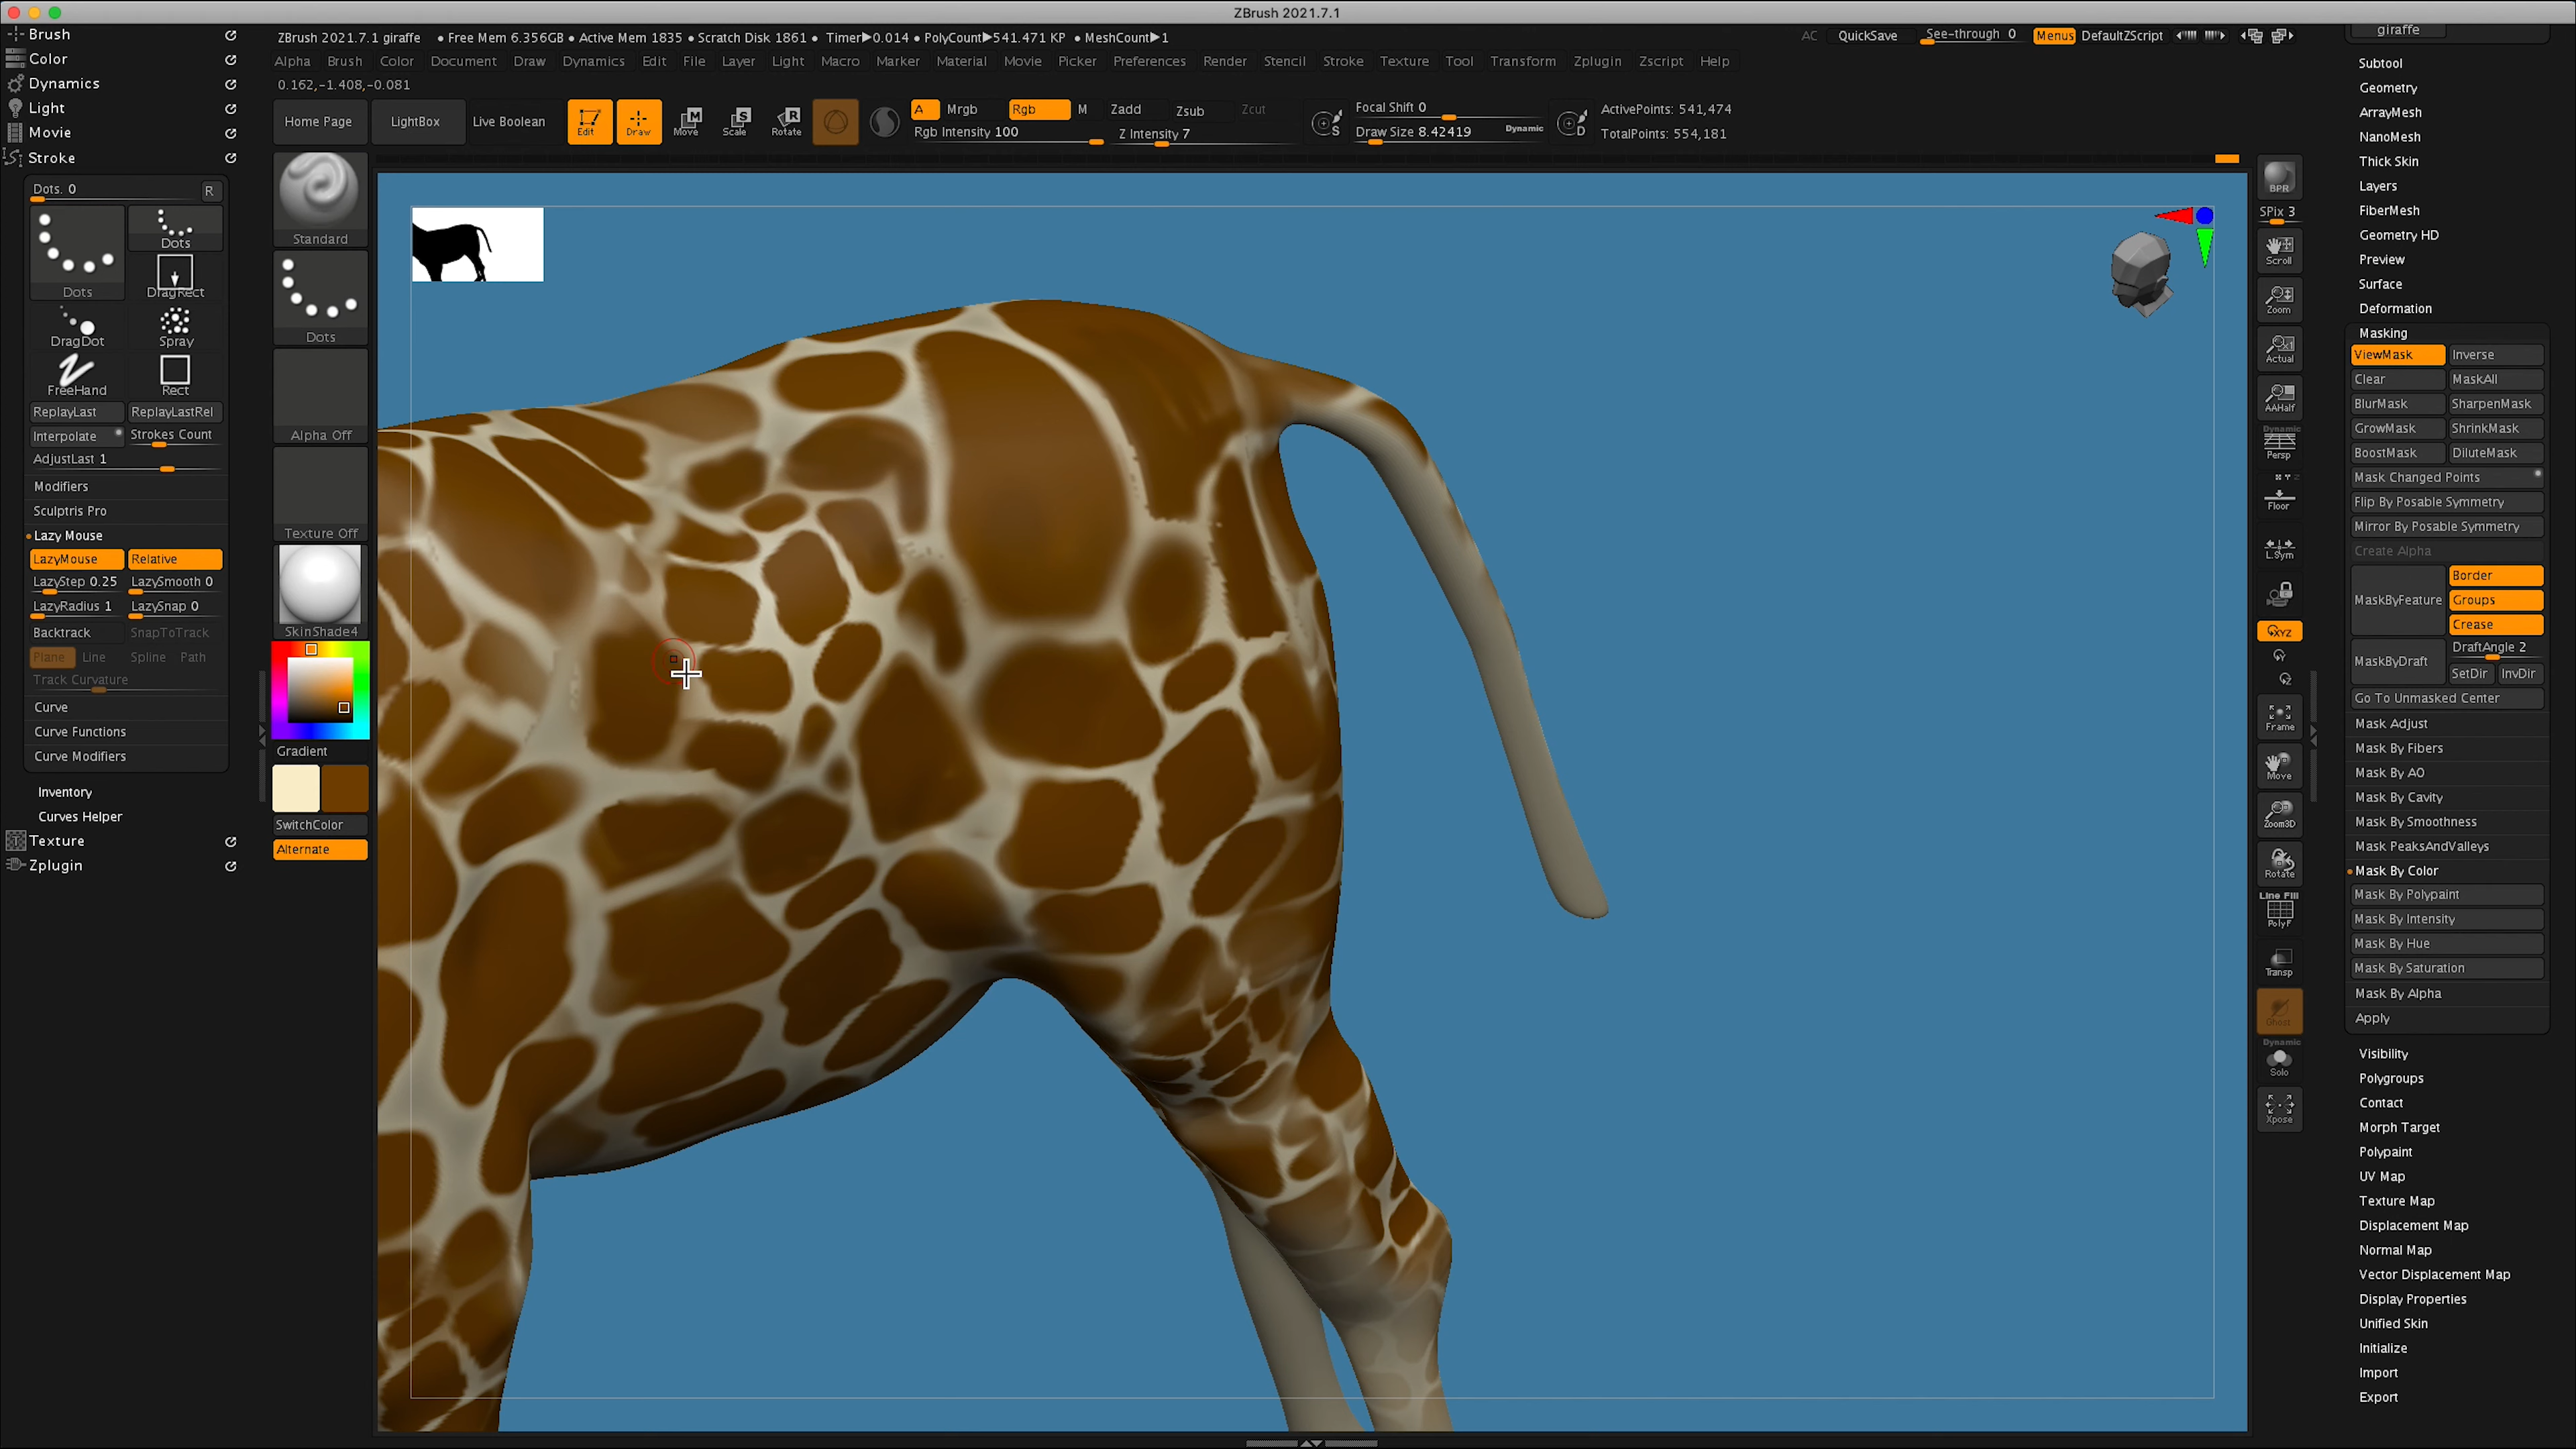 ZBrush 2021.7.1
Brush
Color
Dynamics
Light
Movie
Stroke
Dots. 0
R
Dots
Dots
DragRect
DragDot
Spray
FreeHand
Rect
ReplayLast
ReplayLastRel
Interpolate
Strokes Count
AdjustLast 1
Modifiers
Sculptris Pro
Lazy Mouse
LazyMouse
Relative
LazyStep 0.25
LazySmooth 0
LazyRadius 1
LazySnap 0
Backtrack
SnapToTrack
Plane
Line
Spline
Path
Track Curvature
Curve
Curve Functions
Curve Modifiers
Inventory
Curves Helper
Texture
Zplugin
ZBrush 2021.7.1 giraffe • Free Mem 6.356GB • Active Mem 1835 • Scratch Disk 1861 • Timer▶0.014 • PolyCount▶541.471 KP • MeshCount▶1
AC
QuickSave
See-through 0
Menus
DefaultZScript
Alpha Brush Color Document Draw Dynamics Edit File Layer Light Macro Marker Material Movie Picker Preferences Render Stencil Stroke Texture Tool Transform Zplugin Zscript Help
0.162,-1.408,-0.081
Home Page
LightBox
Live Boolean
Edit
Draw
M
Move
S
Scale
R
Rotate
A
Mrgb
Rgb
M
Zadd
Zsub
Zcut
Rgb Intensity 100
Z Intensity 7
S
Focal Shift 0
Draw Size 8.42419
Dynamic
D
ActivePoints: 541,474
TotalPoints: 554,181
Standard
Dots
Alpha Off
Texture Off
SkinShade4
Gradient
SwitchColor
Alternate
BPR
SPix 3
Scroll
Zoom
Actual
AAHalf
Dynamic
Persp
Floor
L.Sym
XYZ
Y
Z
Frame
Move
Zoom3D
Rotate
Line Fill
PolyF
Transp
Ghost
Dynamic
Solo
Xpose
giraffe
Subtool
Geometry
ArrayMesh
NanoMesh
Thick Skin
Layers
FiberMesh
Geometry HD
Preview
Surface
Deformation
Masking
ViewMask
Inverse
Clear
MaskAll
BlurMask
SharpenMask
GrowMask
ShrinkMask
BoostMask
DiluteMask
Mask Changed Points
Flip By Posable Symmetry
Mirror By Posable Symmetry
Create Alpha
MaskByFeature
Border
Groups
Crease
MaskByDraft
DraftAngle 2
SetDir
InvDir
Go To Unmasked Center
Mask Adjust
Mask By Fibers
Mask By AO
Mask By Cavity
Mask By Smoothness
Mask PeaksAndValleys
Mask By Color
Mask By Polypaint
Mask By Intensity
Mask By Hue
Mask By Saturation
Mask By Alpha
Apply
Visibility
Polygroups
Contact
Morph Target
Polypaint
UV Map
Texture Map
Displacement Map
Normal Map
Vector Displacement Map
Display Properties
Unified Skin
Initialize
Import
Export